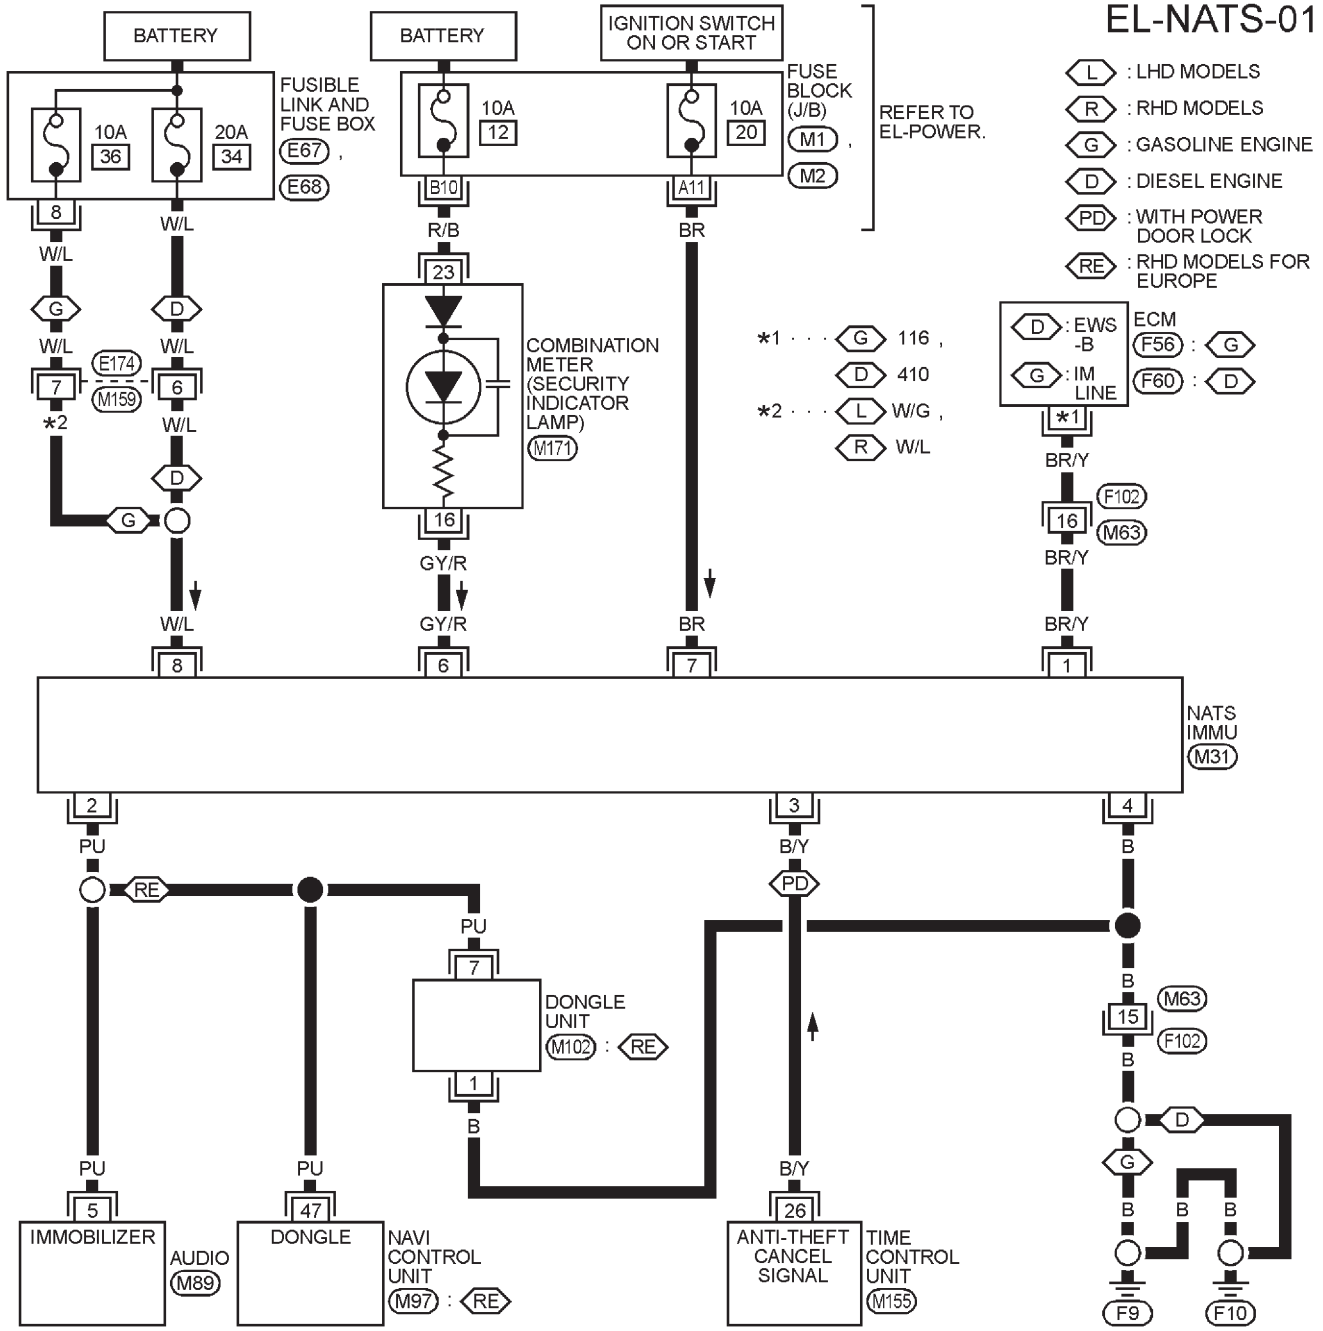 EL-NATS-01
BATTERY
BATTERY
IGNITION SWITCH
ON OR START
FUSIBLE
LINK AND
FUSE BOX
E67 ,
E68
10A
36
20A
34
10A
12
10A
20
FUSE
BLOCK
(J/B)
M1 ,
M2
REFER TO
EL-POWER.
L : LHD MODELS
R : RHD MODELS
G : GASOLINE ENGINE
D : DIESEL ENGINE
PD : WITH POWER
DOOR LOCK
RE : RHD MODELS FOR
EUROPE
8
W/L
W/L
G
D
W/L
W/L
E174
7
6
M159
*2
W/L
D
G
W/L
8
B10
R/B
23
COMBINATION
METER
(SECURITY
INDICATOR
LAMP)
M171
16
GY/R
GY/R
6
A11
BR
BR
7
*1 · · · G 116 ,
D 410
*2 · · · L W/G ,
R W/L
D : EWS
-B
G : IM
LINE
ECM
F56 : G
F60 : D
*1
BR/Y
F102
16
M63
BR/Y
BR/Y
1
NATS
IMMU
M31
2
3
4
PU
B/Y
B
RE
PD
PU
7
DONGLE
UNIT
M102 : RE
1
B
B
M63
15
F102
B
D
G
B
B
B
F9
F10
PU
PU
B/Y
5
47
26
IMMOBILIZER
AUDIO
M89
DONGLE
NAVI
CONTROL
UNIT
M97 : RE
ANTI-THEFT
CANCEL
SIGNAL
TIME
CONTROL
UNIT
M155